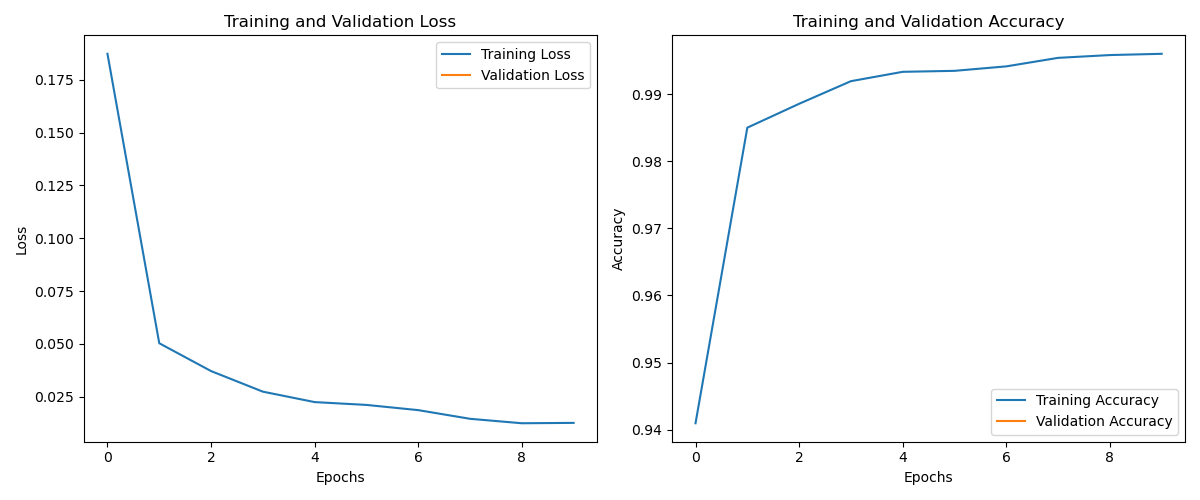 Training and Validation Loss
Training Loss
Validation Loss
0.175
0.150
0.125
0.100
0.075
0.050
0.025
Loss
0 2 4 6 8
Epochs
Training and Validation Accuracy
0.99
0.98
0.97
0.96
0.95
0.94
Accuracy
Training Accuracy
Validation Accuracy
0 2 4 6 8
Epochs